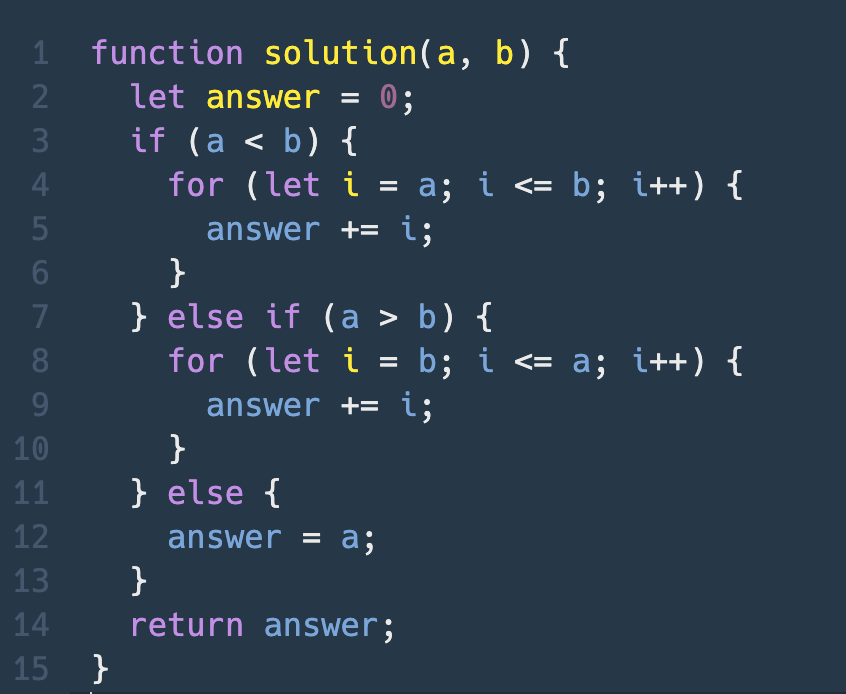 1 function solution(a, b) {
2   let answer = 0;
3   if (a < b) {
4     for (let i = a; i <= b; i++) {
5       answer += i;
6     }
7   } else if (a > b) {
8     for (let i = b; i <= a; i++) {
9       answer += i;
10     }
11   } else {
12     answer = a;
13   }
14   return answer;
15 }